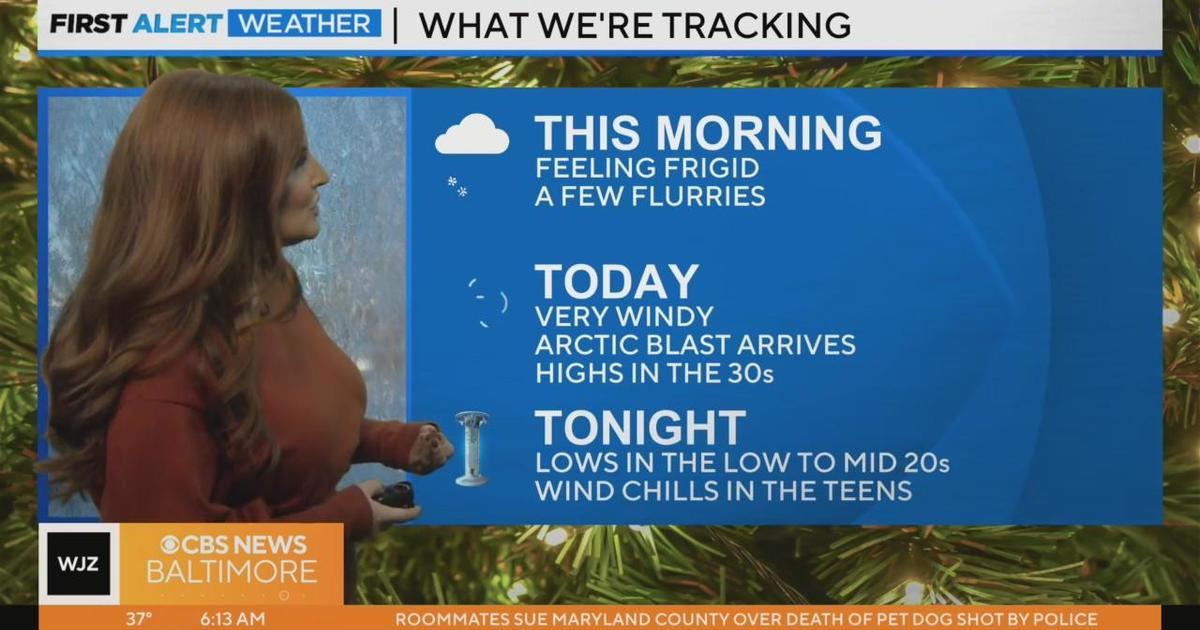 FIRST ALERT WEATHER | WHAT WE'RE TRACKING
THIS MORNING
FEELING FRIGID
A FEW FLURRIES
TODAY
VERY WINDY
ARCTIC BLAST ARRIVES
HIGHS IN THE 30s
TONIGHT
LOWS IN THE LOW TO MID 20s
WIND CHILLS IN THE TEENS
WJZ
CBS NEWS
BALTIMORE
37° 6:13 AM ROOMMATES SUE MARYLAND COUNTY OVER DEATH OF PET DOG SHOT BY POLICE